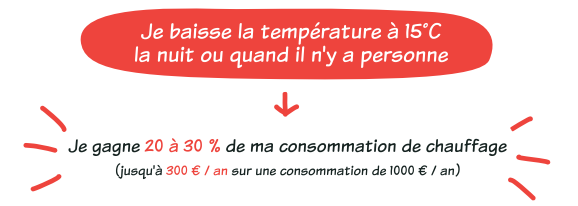 Je baisse la température à 15°C
la nuit ou quand il n'y a personne
Je gagne 20 à 30 % de ma consommation de chauffage
(jusqu'à 300 € / an sur une consommation de 1000 € / an)